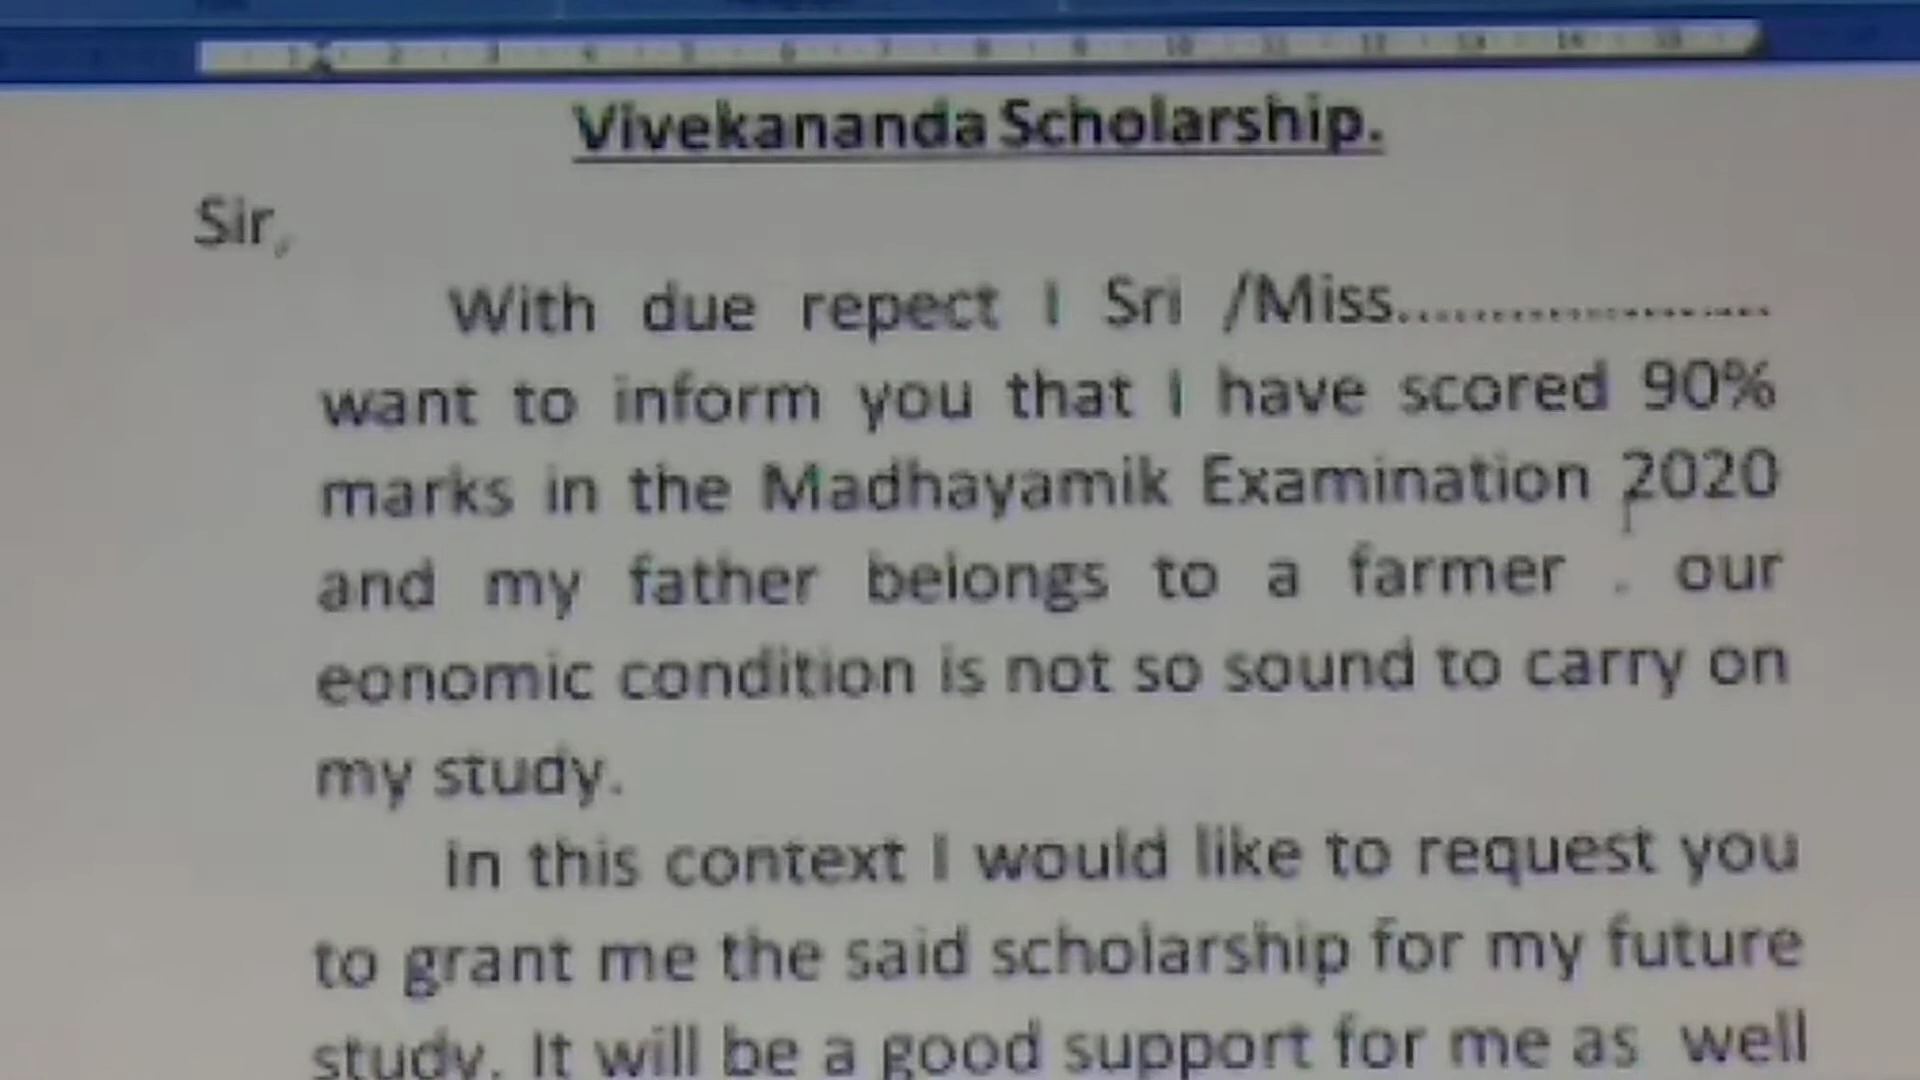 Vivekananda Scholarship.
Sir,
With due repect I Sri /Miss......................
want to inform you that I have scored 90%
marks in the Madhayamik Examination 2020
and my father belongs to a farmer . our
eonomic condition is not so sound to carry on
my study.
In this context I would like to request you
to grant me the said scholarship for my future
study. It will be a good support for me as well